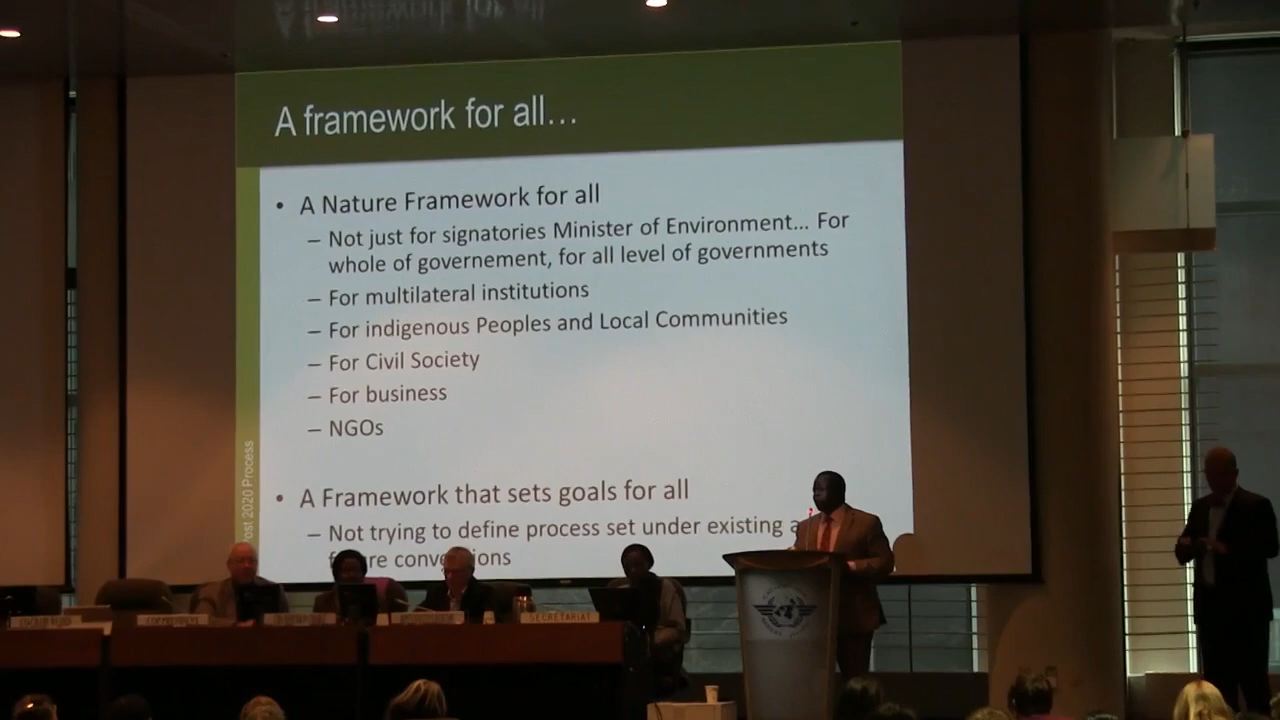 A framework for all...
• A Nature Framework for all
– Not just for signatories Minister of Environment... For
whole of governement, for all level of governments
– For multilateral institutions
– For indigenous Peoples and Local Communities
– For Civil Society
– For business
– NGOs
• A Framework that sets goals for all
– Not trying to define process set under existing
ost 2020 Process
SECRETARIAT